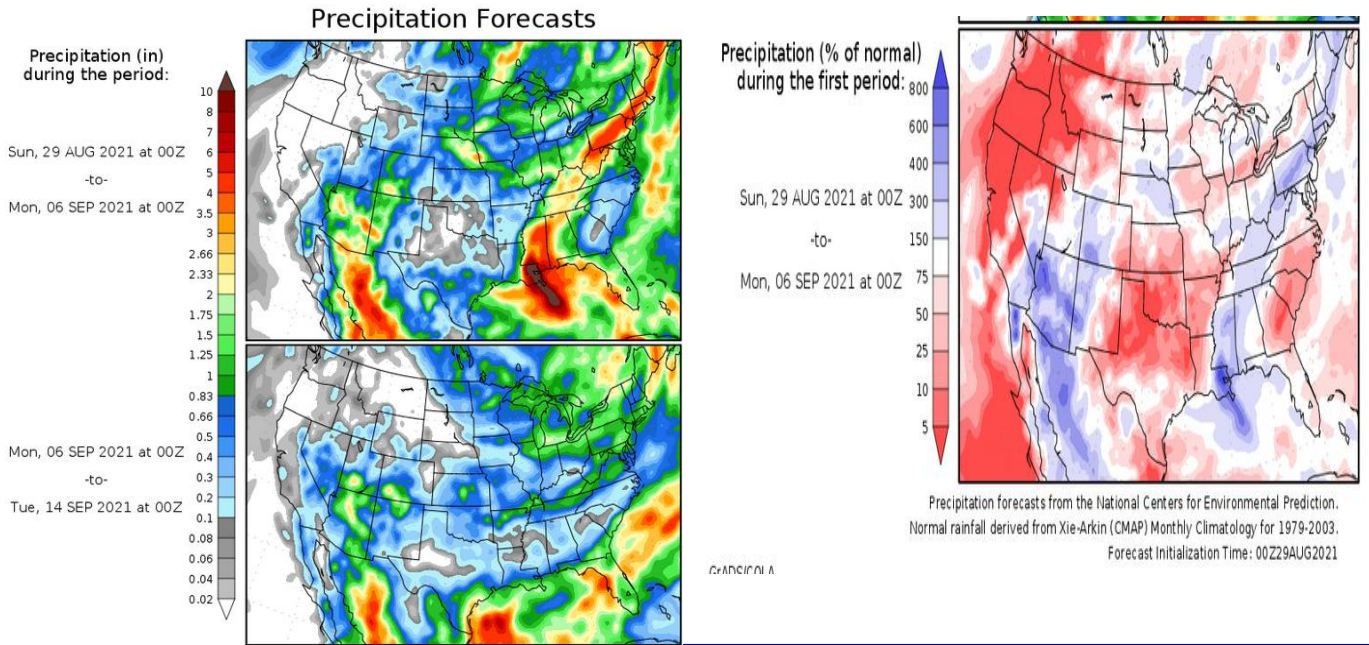 Precipitation Forecasts
Precipitation (in)
during the period:
Sun, 29 AUG 2021 at 00Z
-to-
Mon, 06 SEP 2021 at 00Z
Mon, 06 SEP 2021 at 00Z
-to-
Tue, 14 SEP 2021 at 00Z
10
8
7
6
5
4
3.5
3
2.66
2.33
2
1.75
1.5
1.25
1
0.83
0.66
0.5
0.4
0.3
0.2
0.1
0.08
0.06
0.04
0.02
Precipitation (% of normal)
during the first period:
Sun, 29 AUG 2021 at 00Z
-to-
Mon, 06 SEP 2021 at 00Z
800
600
400
300
150
75
50
25
10
5
Precipitation forecasts from the National Centers for Environmental Prediction.
Normal rainfall derived from Xie-Arkin (CMAP) Monthly Climatology for 1979-2003.
Forecast Initialization Time: 00Z29AUG2021
GrADS/COLA